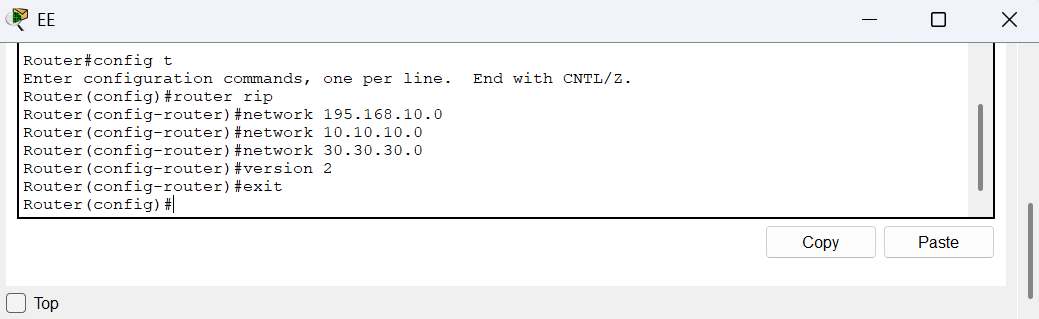 EE
Router#config t
Enter configuration commands, one per line.  End with CNTL/Z.
Router(config)#router rip
Router(config-router)#network 195.168.10.0
Router(config-router)#network 10.10.10.0
Router(config-router)#network 30.30.30.0
Router(config-router)#version 2
Router(config-router)#exit
Router(config)#
Copy Paste
Top